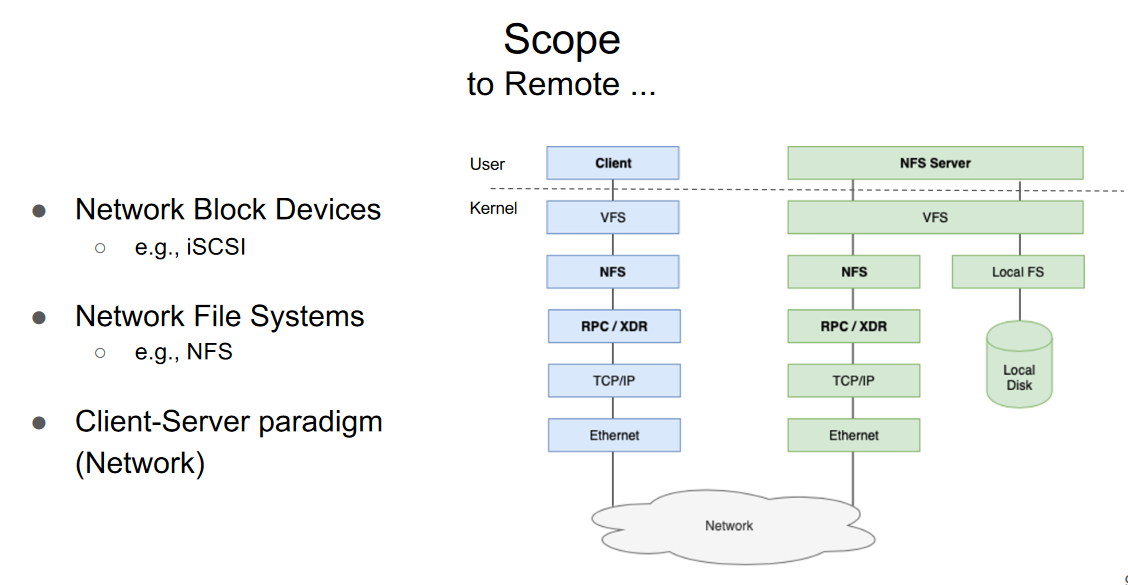 Scope
to Remote ...
● Network Block Devices
○ e.g., iSCSI
● Network File Systems
○ e.g., NFS
● Client-Server paradigm
(Network)
User
Client
NFS Server
Kernel
VFS
VFS
NFS
NFS
Local FS
RPC / XDR
RPC / XDR
TCP/IP
TCP/IP
Local
Disk
Ethernet
Ethernet
Network